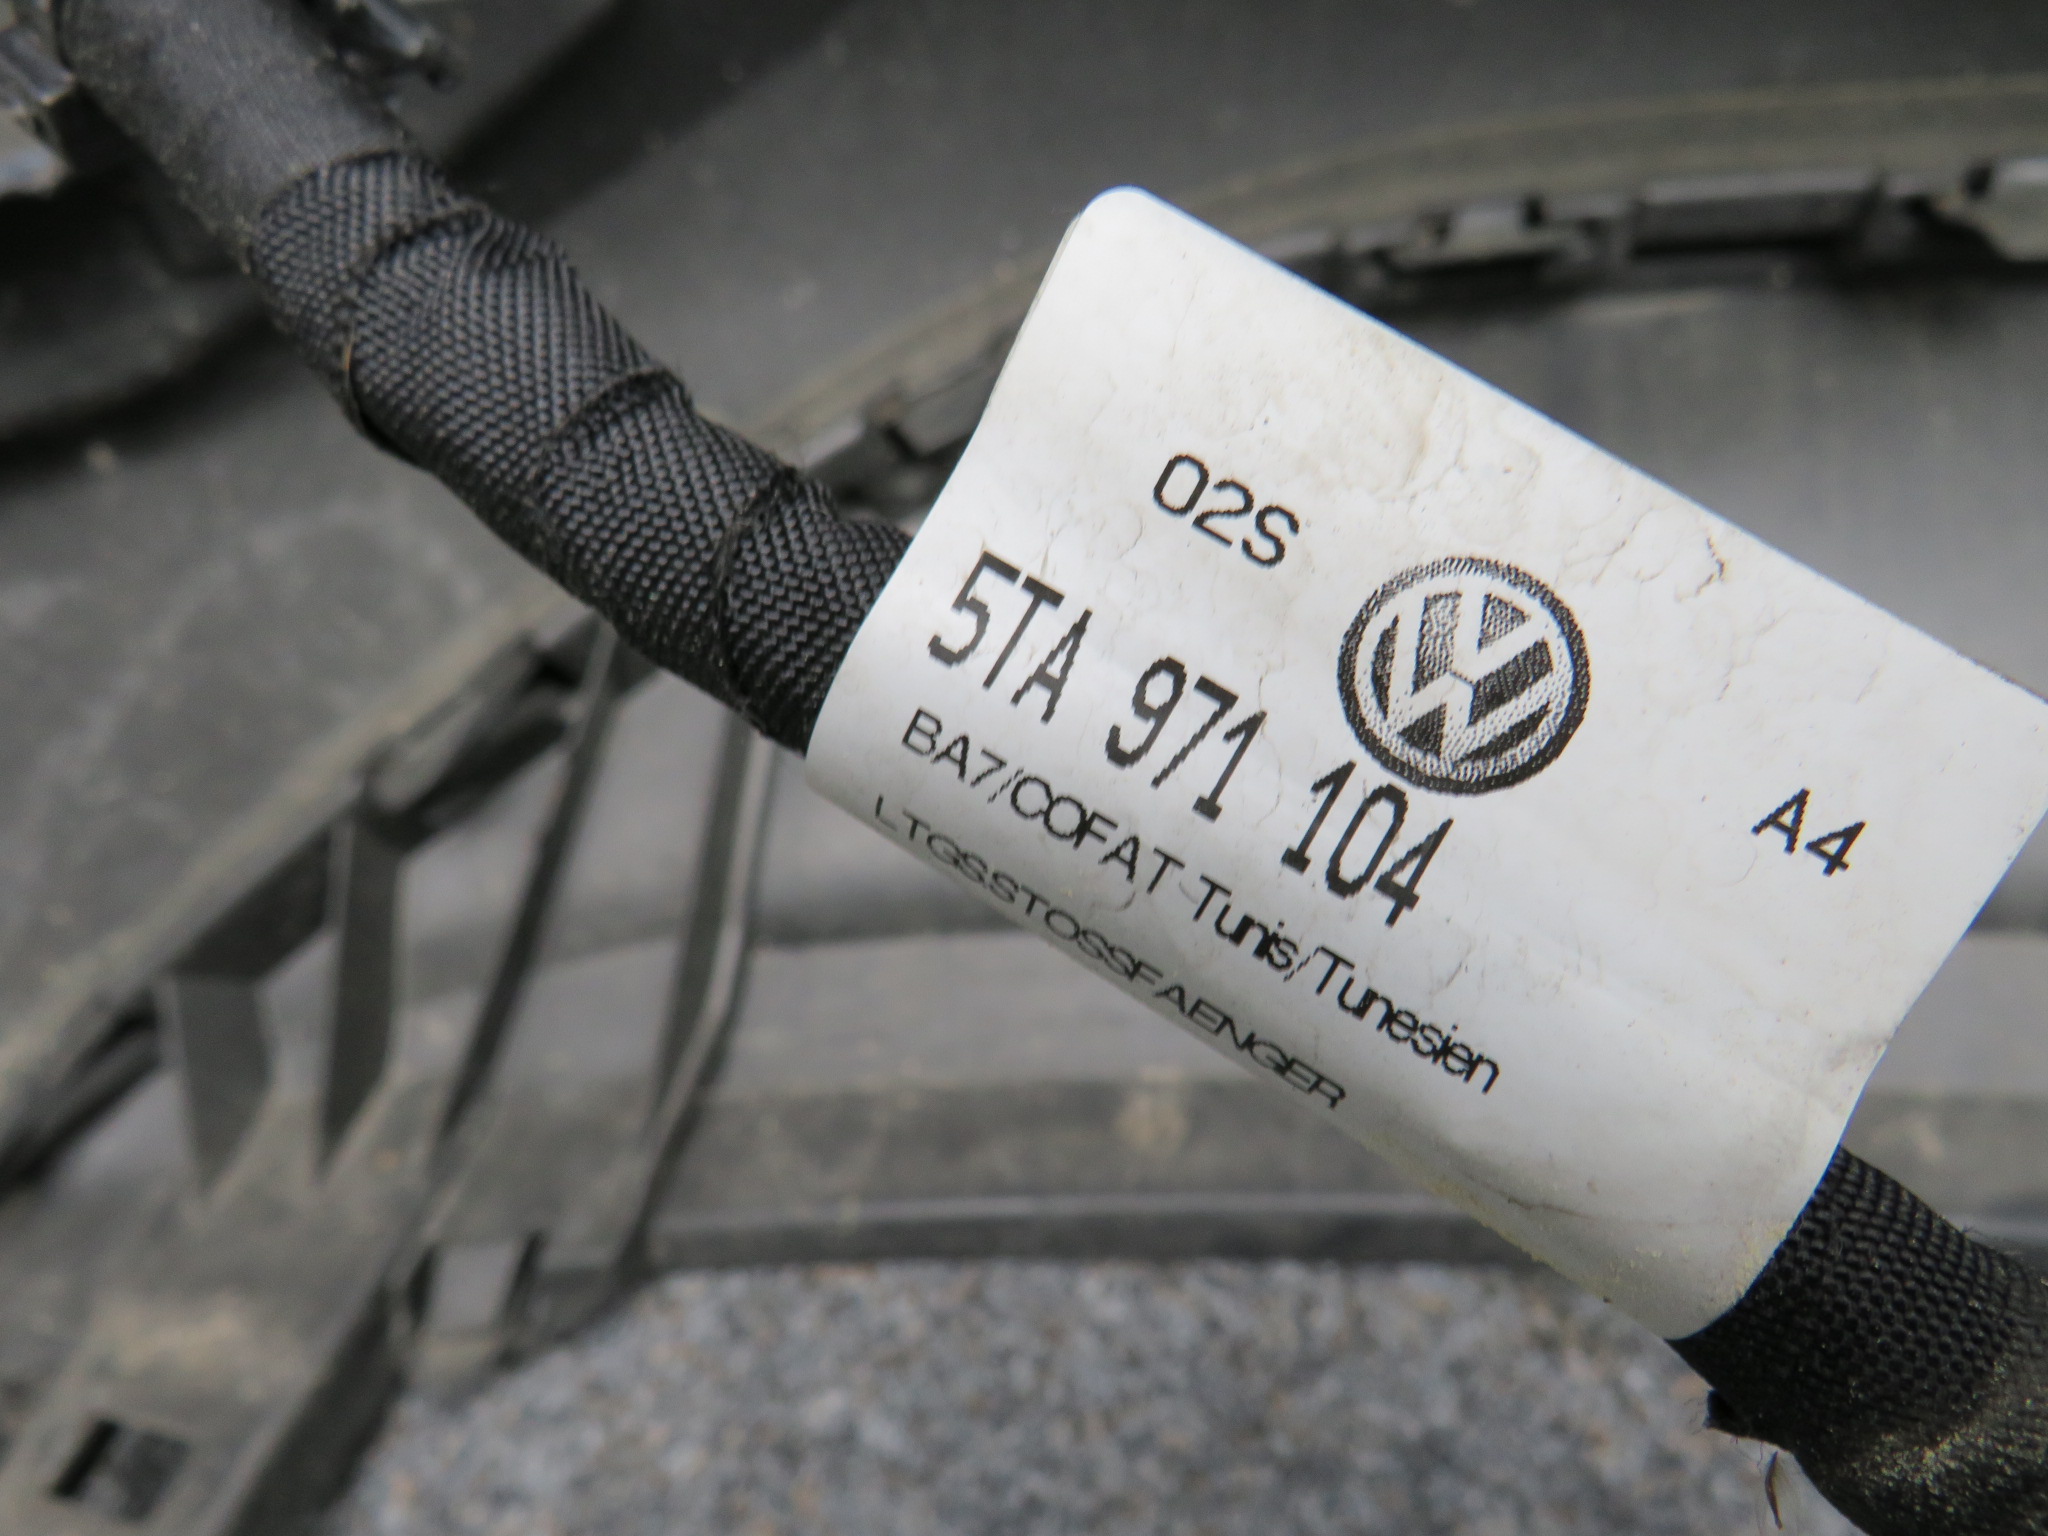 02S
5TA 971 104
A4
BA7/COFAT Tunis/Tunesien
LTGSSTOSSFAENGER